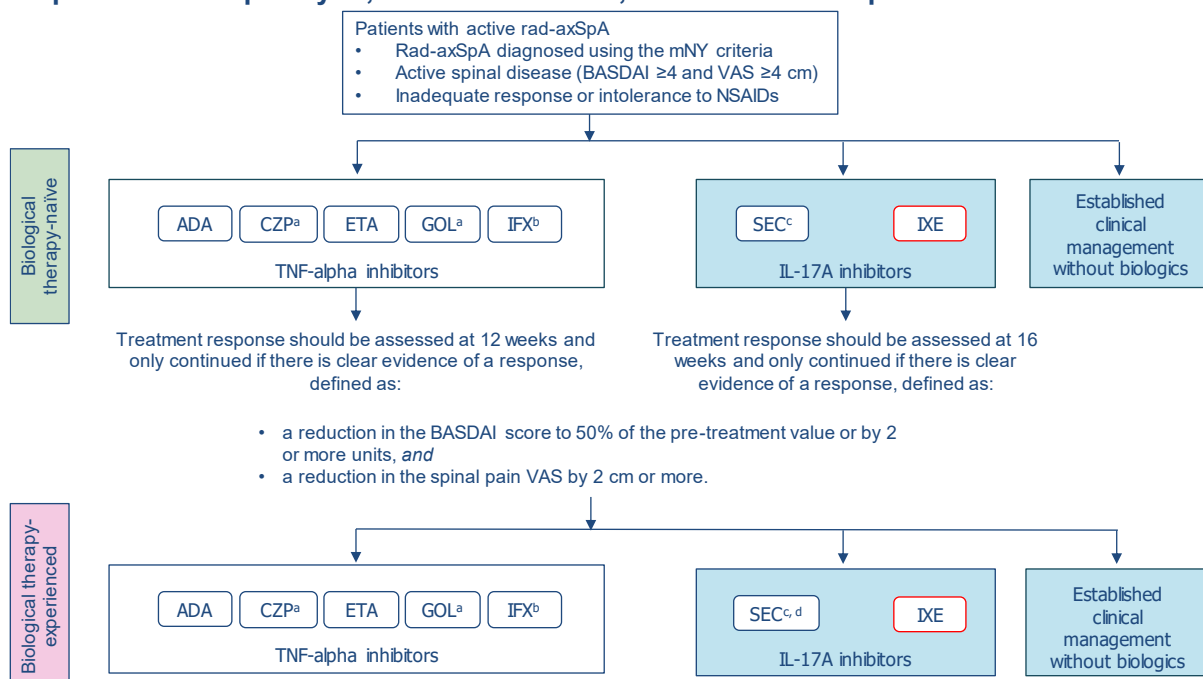 Patients with active rad-axSpA
• Rad-axSpA diagnosed using the mNY criteria
• Active spinal disease (BASDAI ≥4 and VAS ≥4 cm)
• Inadequate response or intolerance to NSAIDs
Biological
therapy-naïve
ADA
CZPᵃ
ETA
GOLᵃ
IFXᵇ
TNF-alpha inhibitors
SECᶜ
IXE
IL-17A inhibitors
Established
clinical
management
without biologics
Treatment response should be assessed at 12 weeks and
only continued if there is clear evidence of a response,
defined as:
Treatment response should be assessed at 16
weeks and only continued if there is clear
evidence of a response, defined as:
• a reduction in the BASDAI score to 50% of the pre-treatment value or by 2
or more units, and
• a reduction in the spinal pain VAS by 2 cm or more.
Biological therapy-
experienced
ADA
CZPᵃ
ETA
GOLᵃ
IFXᵇ
TNF-alpha inhibitors
SECᶜ, ᵈ
IXE
IL-17A inhibitors
Established
clinical
management
without biologics